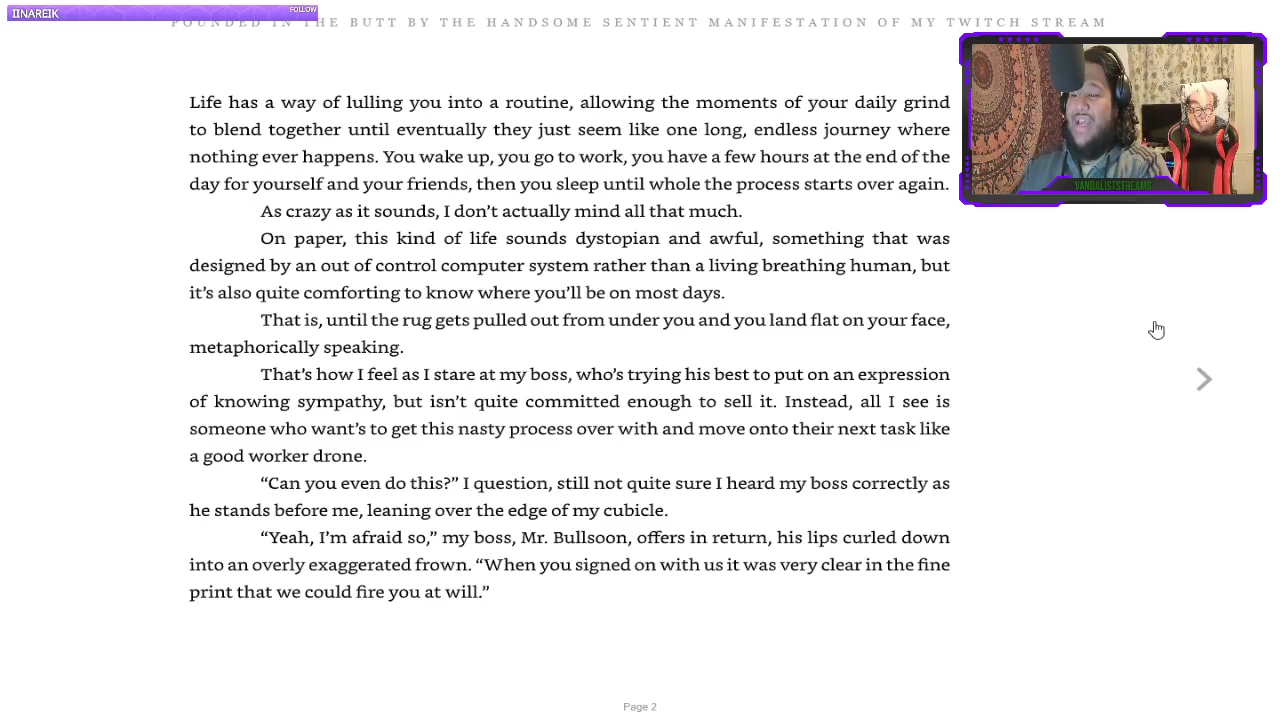 IINAREIK
FOLLOW
POUNDED IN THE BUTT BY THE HANDSOME SENTIENT MANIFESTATION OF MY TWITCH STREAM
Life has a way of lulling you into a routine, allowing the moments of your daily grind
to blend together until eventually they just seem like one long, endless journey where
nothing ever happens. You wake up, you go to work, you have a few hours at the end of the
day for yourself and your friends, then you sleep until whole the process starts over again.
As crazy as it sounds, I don’t actually mind all that much.
On paper, this kind of life sounds dystopian and awful, something that was
designed by an out of control computer system rather than a living breathing human, but
it’s also quite comforting to know where you’ll be on most days.
That is, until the rug gets pulled out from under you and you land flat on your face,
metaphorically speaking.
That’s how I feel as I stare at my boss, who’s trying his best to put on an expression
of knowing sympathy, but isn’t quite committed enough to sell it. Instead, all I see is
someone who want’s to get this nasty process over with and move onto their next task like
a good worker drone.
“Can you even do this?” I question, still not quite sure I heard my boss correctly as
he stands before me, leaning over the edge of my cubicle.
“Yeah, I’m afraid so,” my boss, Mr. Bullsoon, offers in return, his lips curled down
into an overly exaggerated frown. “When you signed on with us it was very clear in the fine
print that we could fire you at will.”
VANDALISTSTREAMS
Page 2